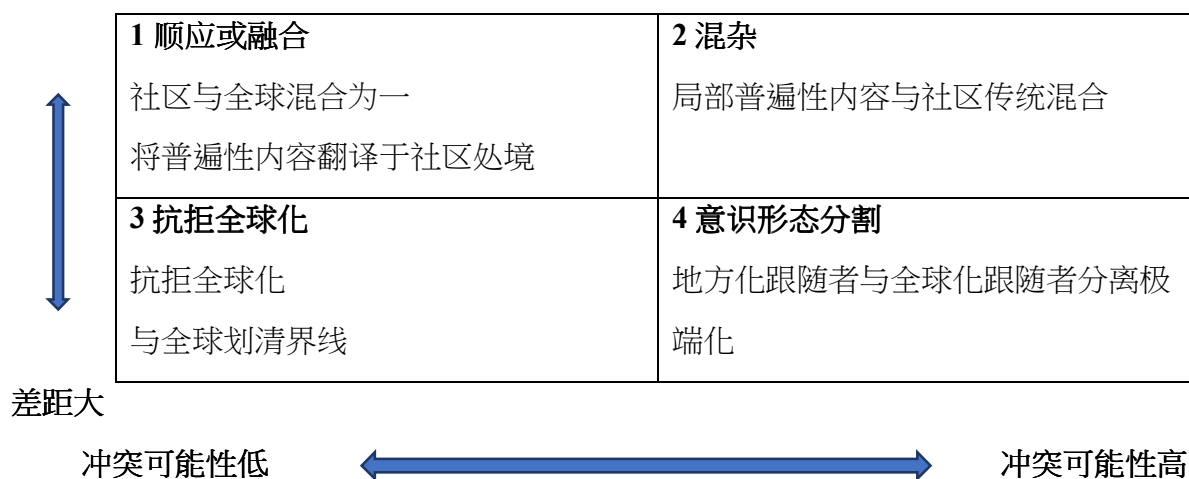 1 顺应或融合
社区与全球混合为一
将普遍性内容翻译于社区处境
2 混杂
局部普遍性内容与社区传统混合
3 抗拒全球化
抗拒全球化
与全球划清界线
4 意识形态分割
地方化跟随者与全球化跟随者分离极
端化
差距大
冲突可能性低
冲突可能性高